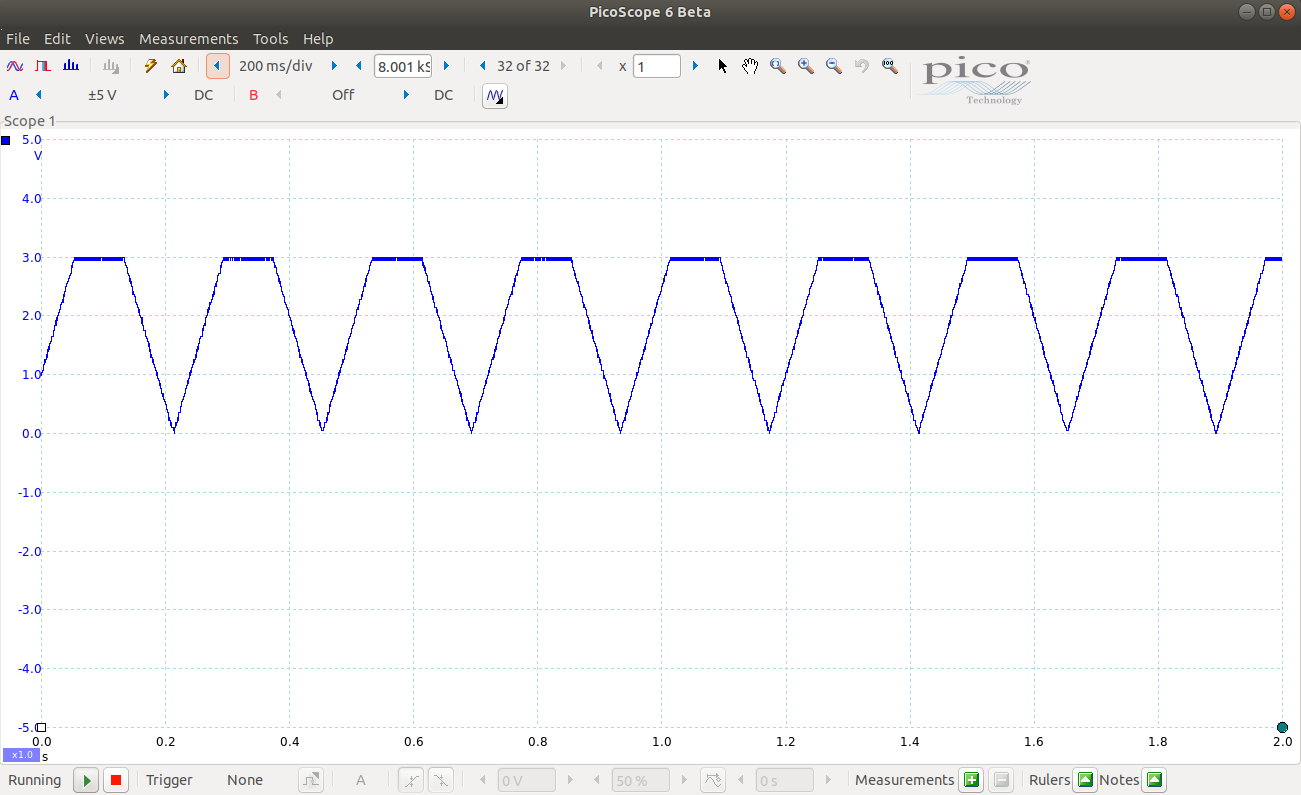 PicoScope 6 Beta
File Edit Views Measurements Tools Help
200 ms/div 8.001 kS 32 of 32 x 1
pico
Technology
A ±5 V DC B Off DC
Scope 1
5.0
V
4.0
3.0
2.0
1.0
0.0
-1.0
-2.0
-3.0
-4.0
-5.0
0.0 0.2 0.4 0.6 0.8 1.0 1.2 1.4 1.6 1.8 2.0
x1.0 s
Running Trigger None A 0 V 50 % 0 s Measurements Rulers Notes